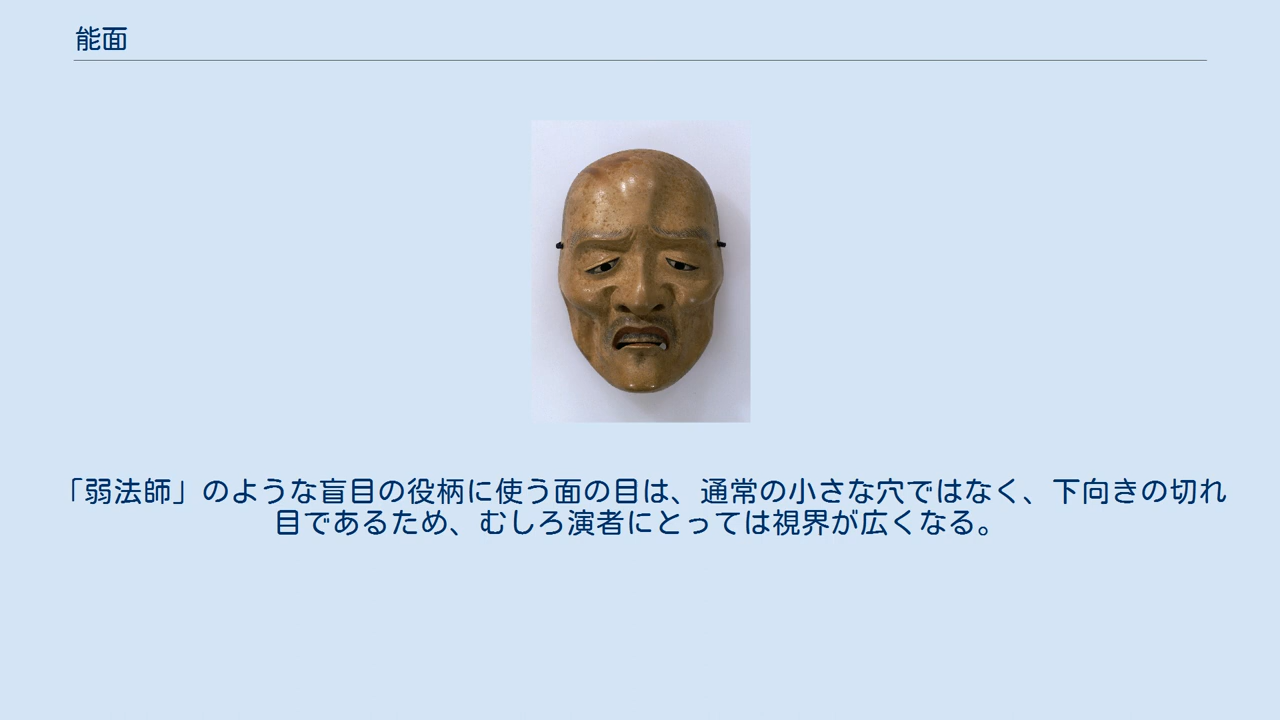 能面
「弱法師」のような盲目の役柄に使う面の目は、通常の小さな穴ではなく、下向きの切れ
目であるため、むしろ演者にとっては視界が広くなる。